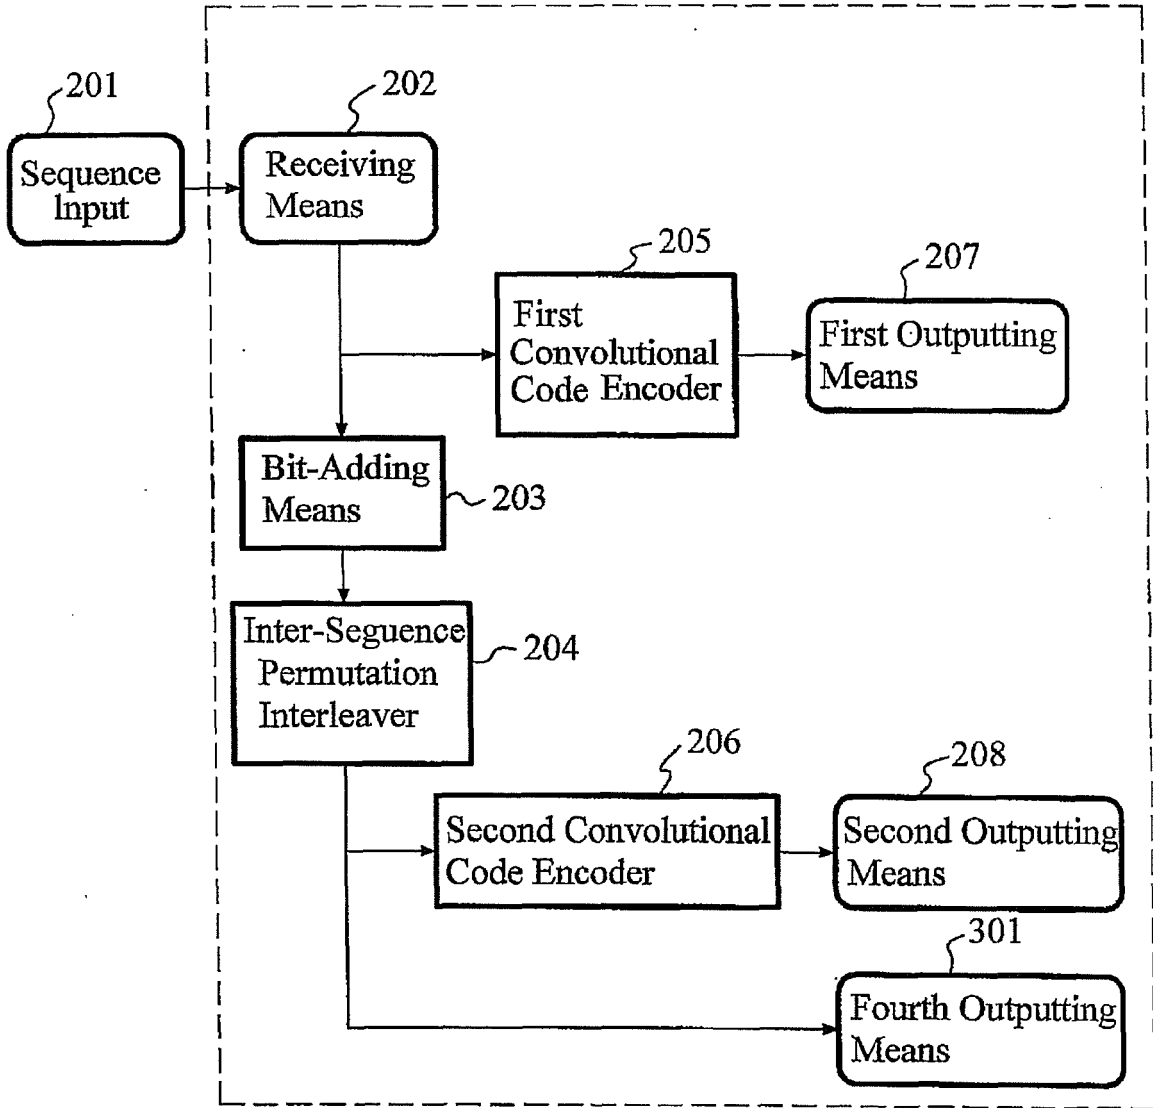 201
Sequence
Input
202
Receiving
Means
205
First
Convolutional
Code Encoder
207
First Outputting
Means
Bit-Adding
Means
203
Inter-Seguence
Permutation
Interleaver
204
206
Second Convolutional
Code Encoder
208
Second Outputting
Means
301
Fourth Outputting
Means